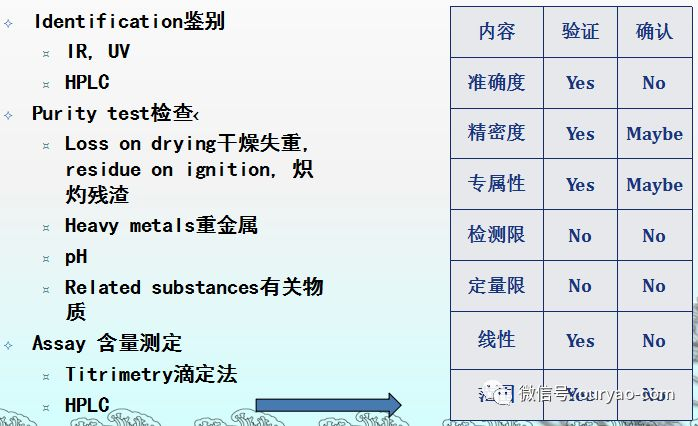 Identification鉴别
IR, UV
HPLC
Purity test检查
Loss on drying干燥失重,
residue on ignition, 炽
灼残渣
Heavy metals重金属
pH
Related substances有关物
质
Assay 含量测定
Titrimetry滴定法
HPLC
内容 验证 确认
准确度 Yes No
精密度 Yes Maybe
专属性 Yes Maybe
检测限 No No
定量限 No No
线性 Yes No
Yes
微信号: ouryao-com